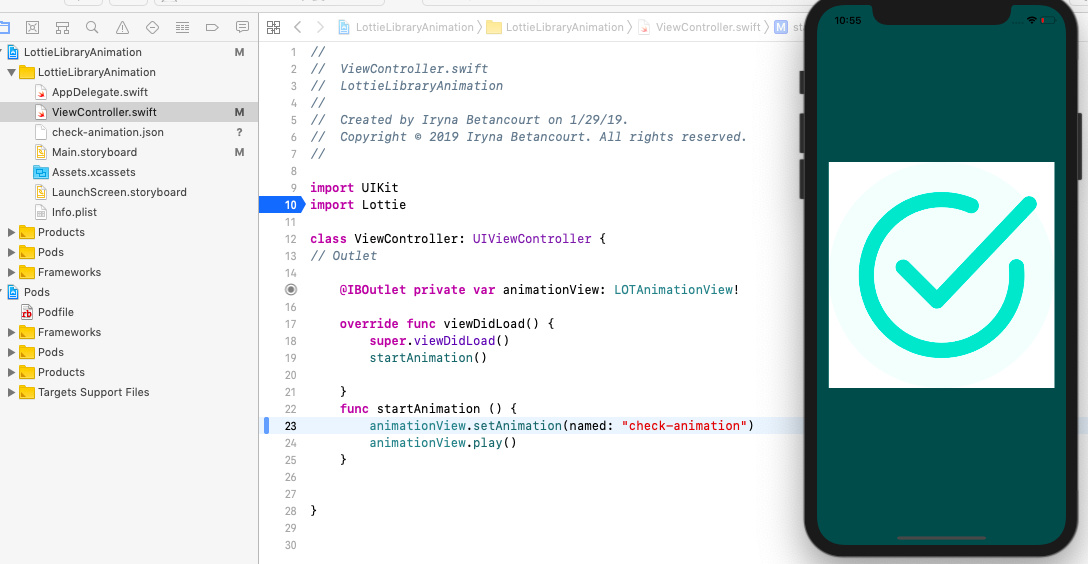 LottieLibraryAnimation M
LottieLibraryAnimation
AppDelegate.swift
ViewController.swift M
check-animation.json ?
Main.storyboard M
Assets.xcassets
LaunchScreen.storyboard
Info.plist
Products
Pods
Frameworks
Pods
rb Podfile
Frameworks
Pods
Products
Targets Support Files
LottieLibraryAnimation LottieLibraryAnimation ViewController.swift M
1 //
2 //  ViewController.swift
3 //  LottieLibraryAnimation
4 //
5 //  Created by Iryna Betancourt on 1/29/19.
6 //  Copyright © 2019 Iryna Betancourt. All rights reserved.
7 //
8
9 import UIKit
10 import Lottie
11
12 class ViewController: UIViewController {
13 // Outlet
14
@IBOutlet private var animationView: LOTAnimationView!
16
17 override func viewDidLoad() {
18 super.viewDidLoad()
19 startAnimation()
20
21 }
22 func startAnimation () {
23 animationView.setAnimation(named: "check-animation")
24 animationView.play()
25 }
26
27
28 }
29
30
10:55